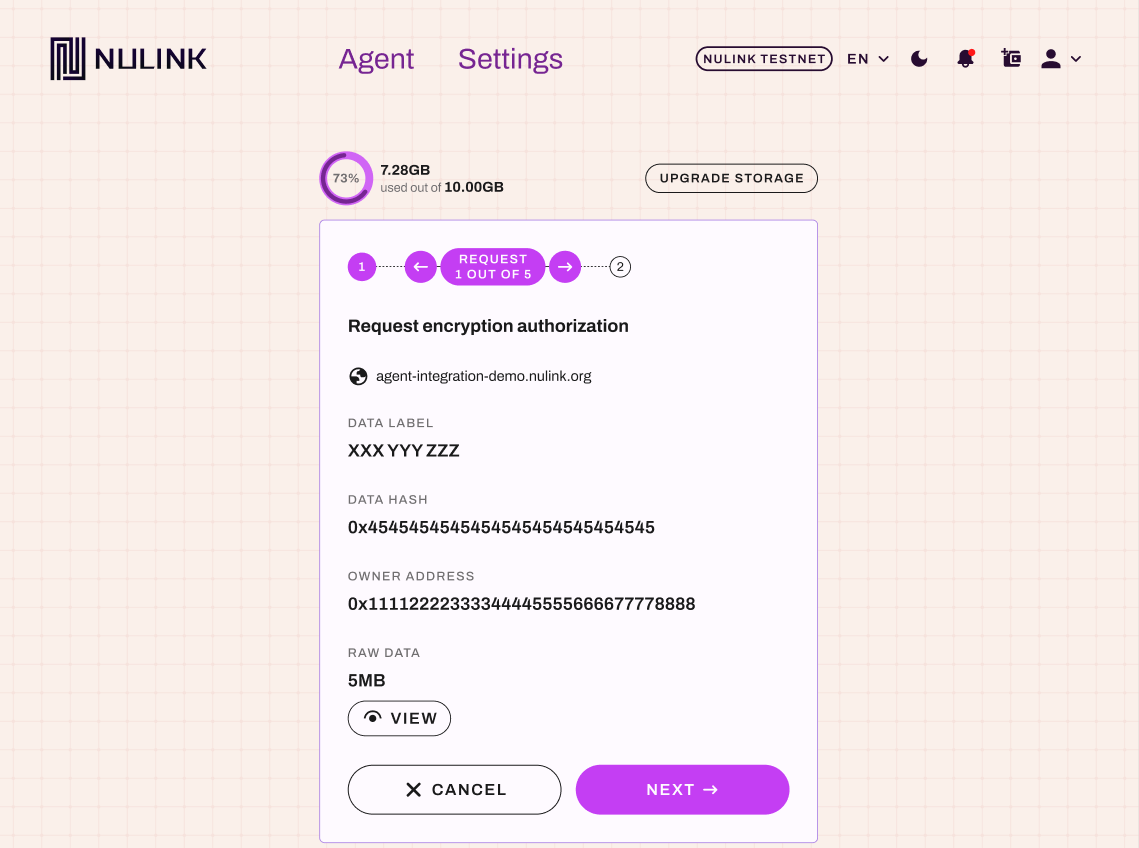 NULINK
Agent
Settings
NULINK TESTNET
EN
73%
7.28GB
used out of 10.00GB
UPGRADE STORAGE
1
REQUEST
1 OUT OF 5
2
Request encryption authorization
agent-integration-demo.nulink.org
DATA LABEL
XXX YYY ZZZ
DATA HASH
0x4545454545454545454545454545
OWNER ADDRESS
0x11112222333344445555666677778888
RAW DATA
5MB
VIEW
CANCEL
NEXT